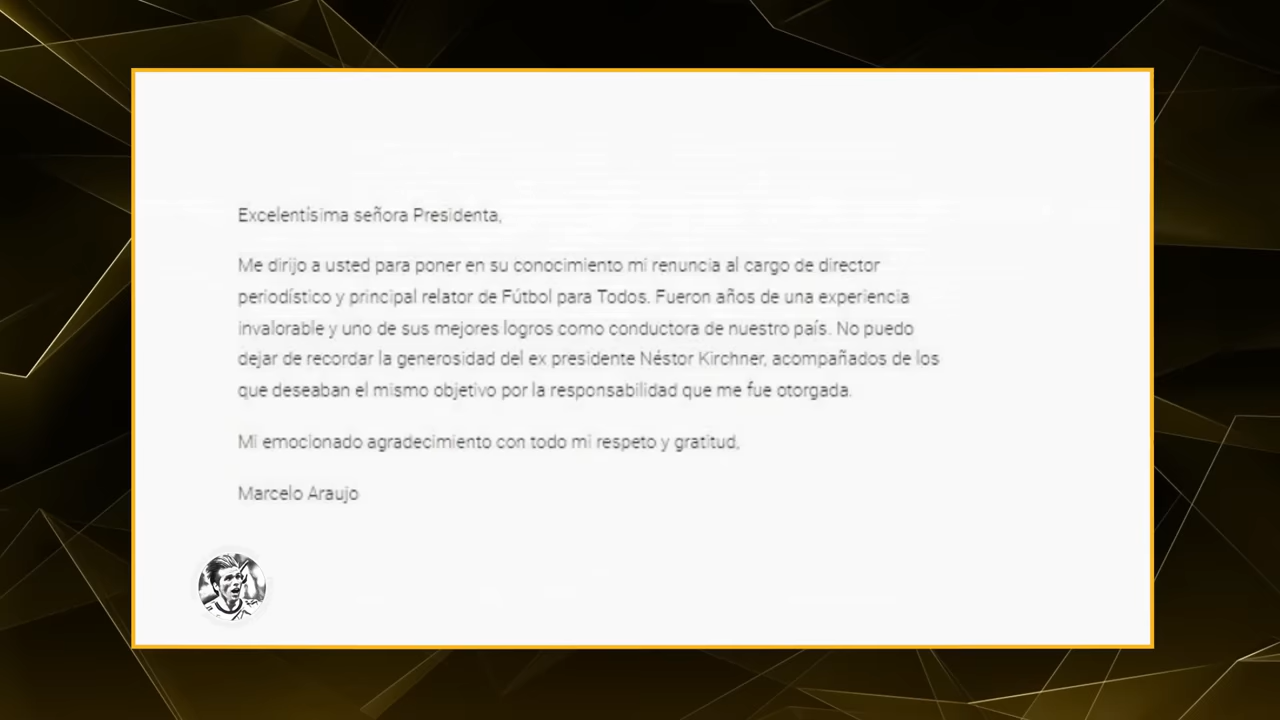 Excelentísima señora Presidenta,
Me dirijo a usted para poner en su conocimiento mi renuncia al cargo de director
periodístico y principal relator de Fútbol para Todos. Fueron años de una experiencia
invalorable y uno de sus mejores logros como conductora de nuestro país. No puedo
dejar de recordar la generosidad del ex presidente Néstor Kirchner, acompañados de los
que deseaban el mismo objetivo por la responsabilidad que me fue otorgada.
Mi emocionado agradecimiento con todo mi respeto y gratitud,
Marcelo Araujo